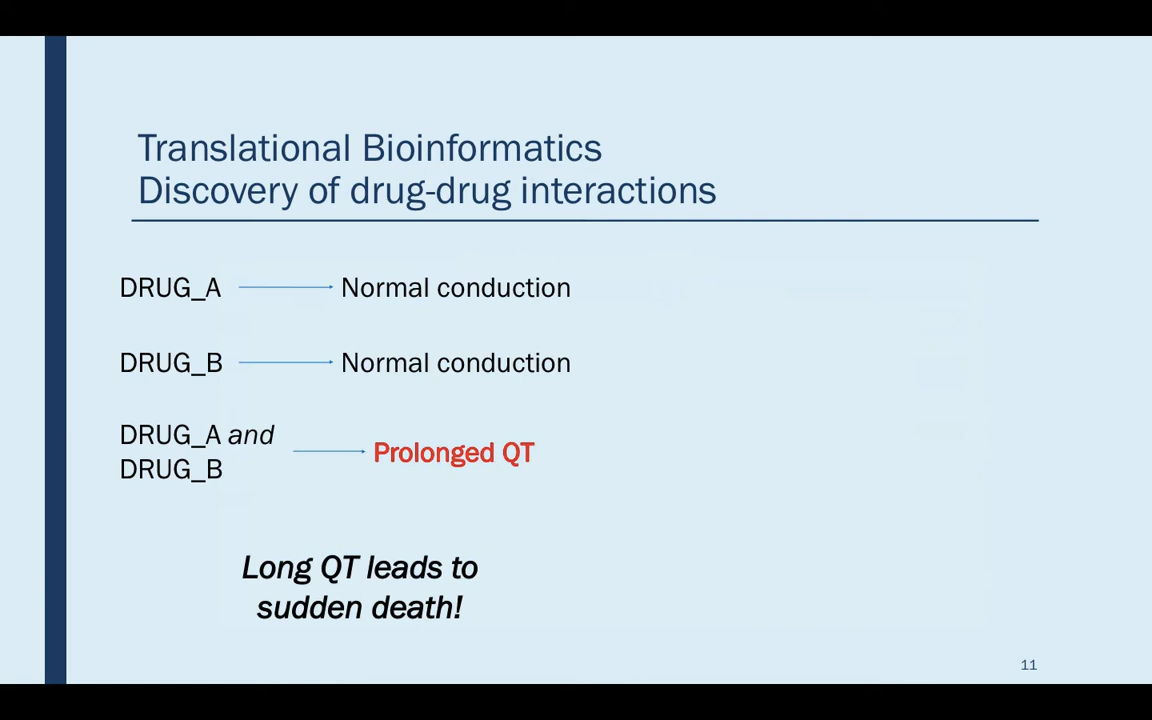 Translational Bioinformatics
Discovery of drug-drug interactions
DRUG_A
Normal conduction
DRUG_B
Normal conduction
DRUG_A and
DRUG_B
Prolonged QT
Long QT leads to
sudden death!
11